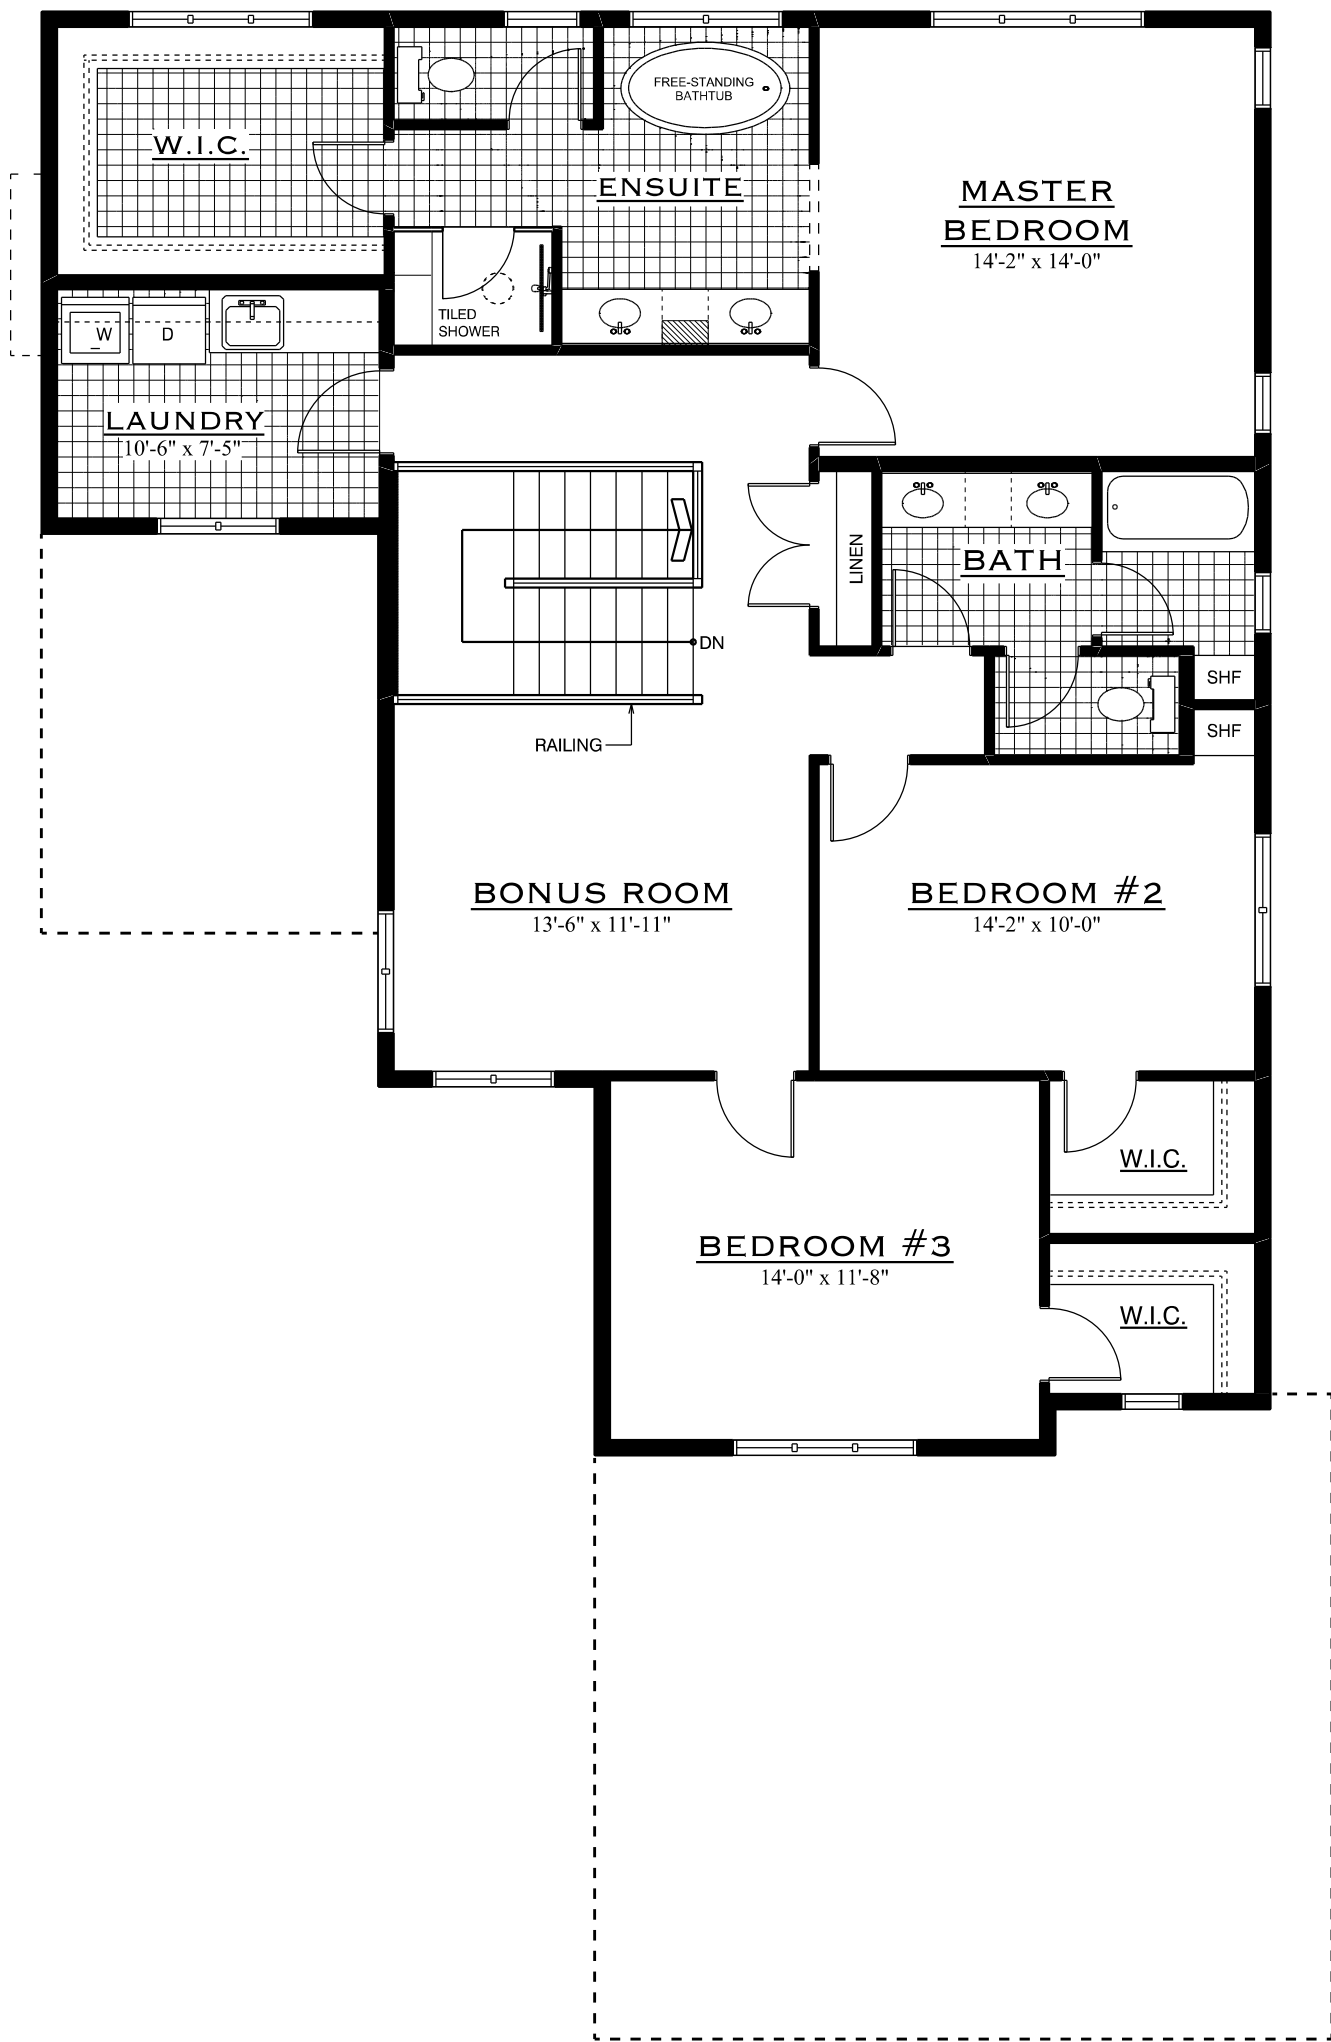 FREE-STANDING
BATHTUB
W.I.C.
ENSUITE
MASTER
BEDROOM
14'-2" x 14'-0"
TILED
SHOWER
W
D
LAUNDRY
10'-6" x 7'-5"
LINEN
BATH
DN
SHF
SHF
RAILING
BONUS ROOM
13'-6" x 11'-11"
BEDROOM #2
14'-2" x 10'-0"
W.I.C.
BEDROOM #3
14'-0" x 11'-8"
W.I.C.